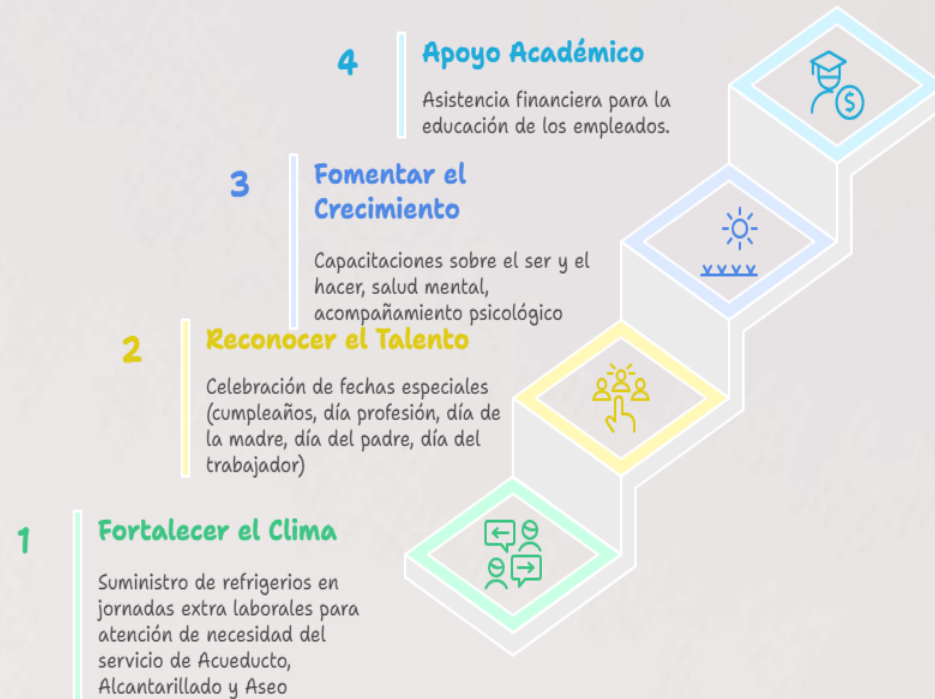 4
Apoyo Académico
Asistencia financiera para la
educación de los empleados.
3
Fomentar el
Crecimiento
Capacitaciones sobre el ser y el
hacer, salud mental,
acompañamiento psicológico
2
Reconocer el Talento
Celebración de fechas especiales
(cumpleaños, día profesión, día de
la madre, día del padre, día del
trabajador)
1
Fortalecer el Clima
Suministro de refrigerios en
jornadas extra laborales para
atención de necesidad del
servicio de Acueducto,
Alcantarillado y Aseo
$